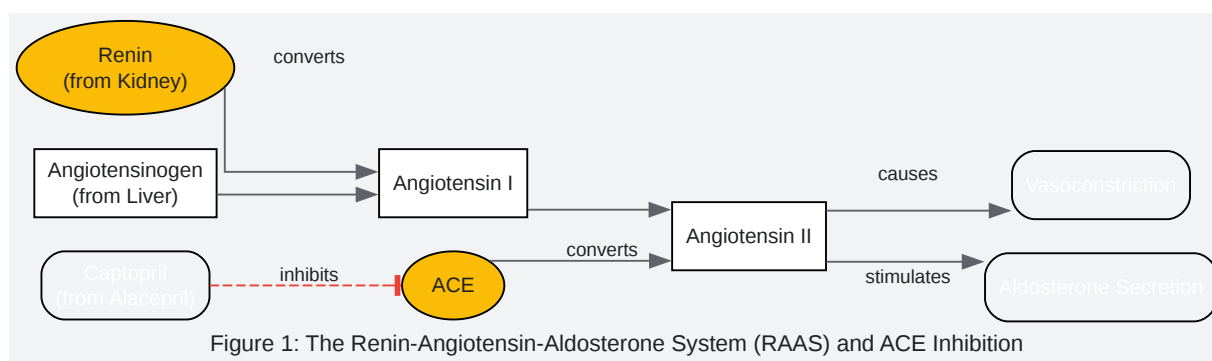 Renin
(from Kidney)
converts
Angiotensinogen
(from Liver)
Angiotensin I
causes
Vasoconstriction
Angiotensin II
Captopril
(from Alacepril)
inhibits
ACE
converts
stimulates
Aldosterone Secretion
Figure 1: The Renin-Angiotensin-Aldosterone System (RAAS) and ACE Inhibition